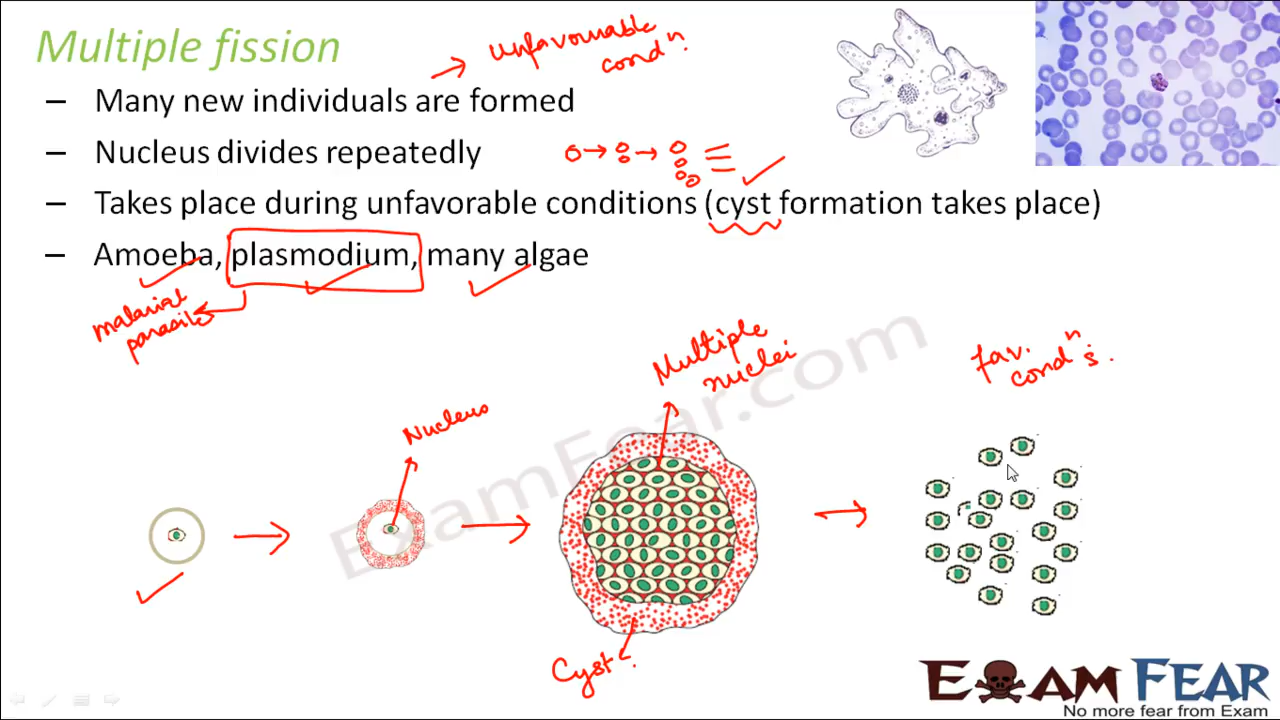 Multiple fission
→ Unfavourable
condⁿ.
– Many new individuals are formed
– Nucleus divides repeatedly
– Takes place during unfavorable conditions (cyst formation takes place)
– Amoeba, plasmodium, many algae
malarial
parasite
Multiple
nuclei
fav.
condⁿs.
Nucleus
ExamFear.com
Cyst
EXAM FEAR
No more fear from Exam